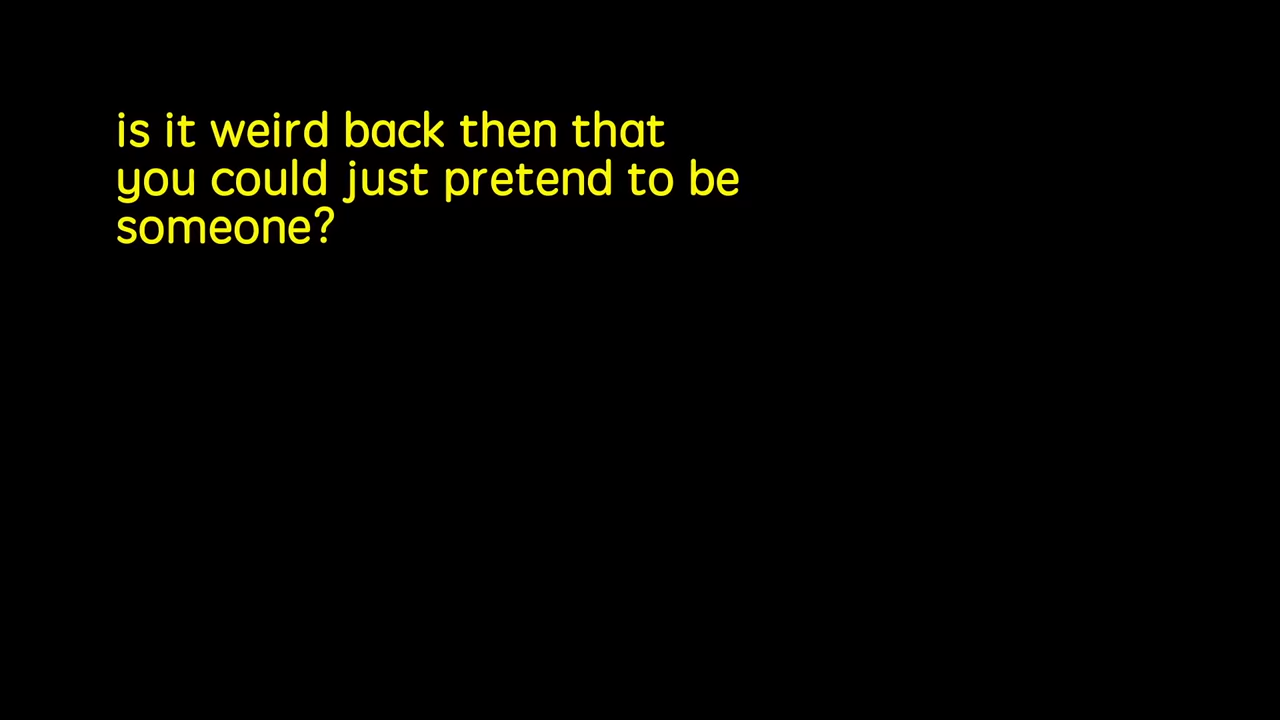 is it weird back then that
you could just pretend to be
someone?